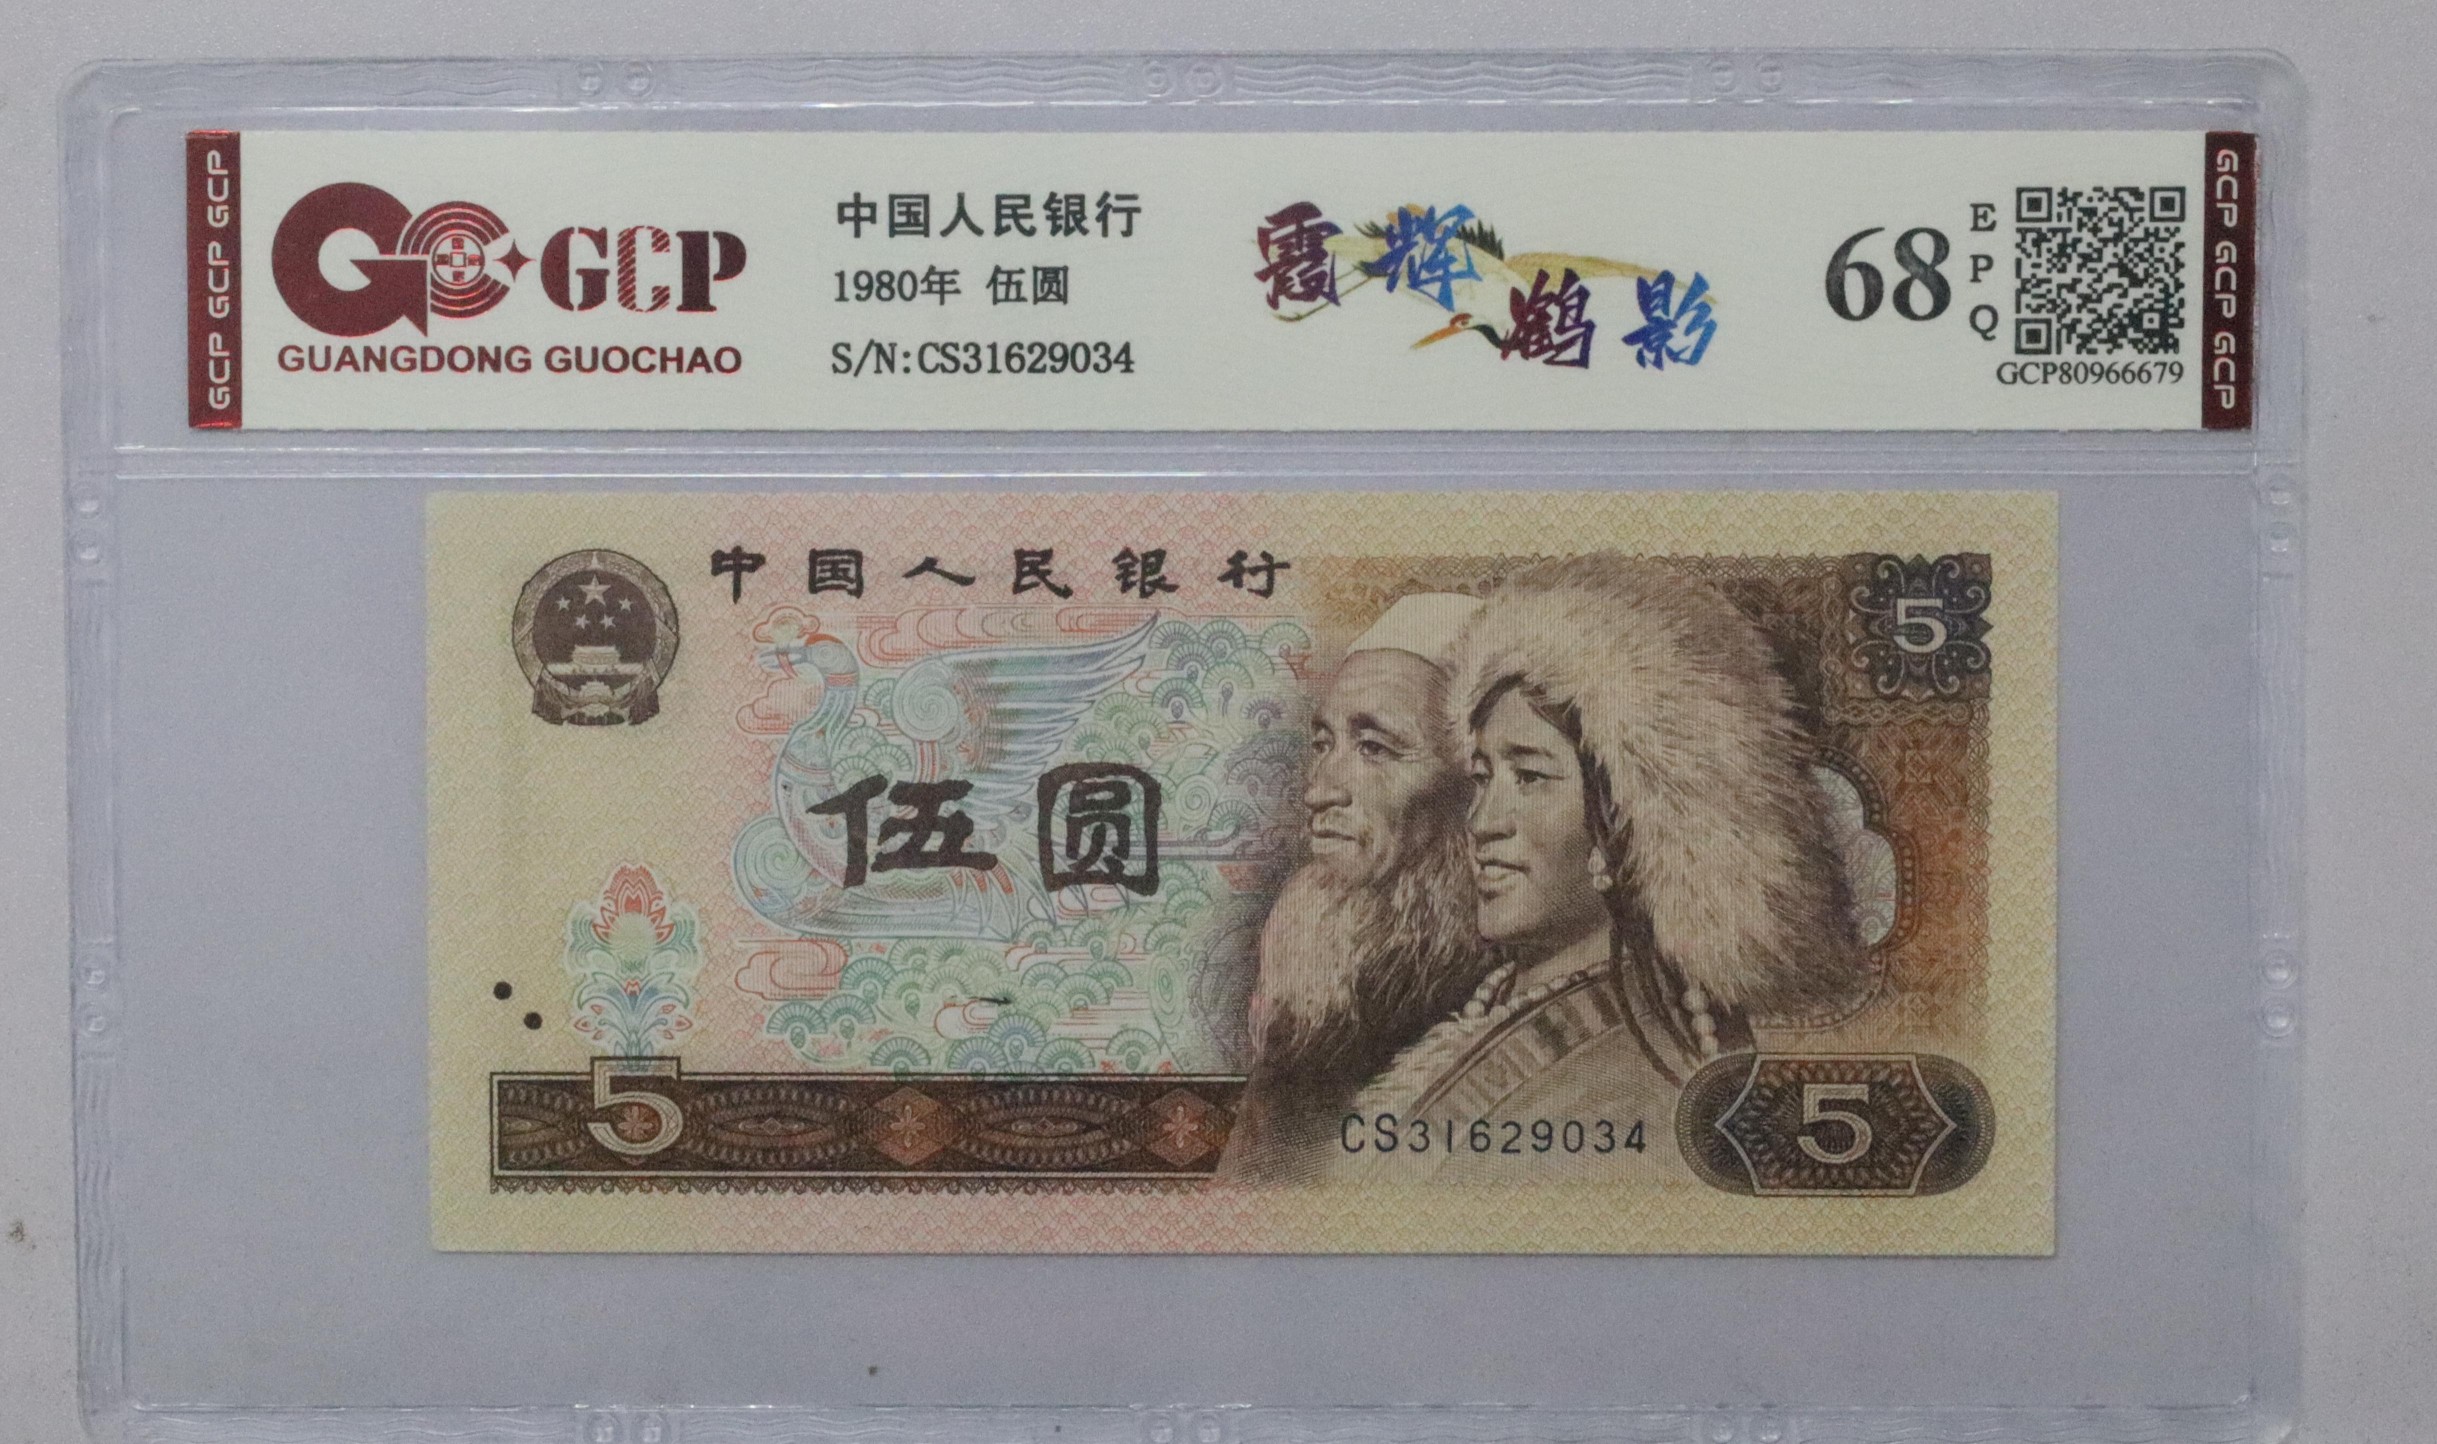 GCP GCP GCP
GCP
GUANGDONG GUOCHAO
中国人民银行
1980年 伍圆
S/N:CS31629034
霞辉
鹤影
68
EPQ
GCP80966679
GCP GCP GCP
中国人民银行
5
伍圆
5
CS31629034
5